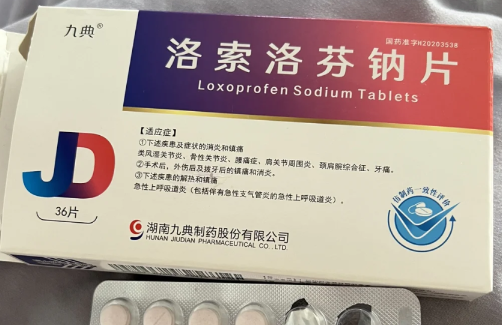 九典®
国药准字H20203538
洛索洛芬钠片
Loxoprofen Sodium Tablets
【适应症】
①下述疾患及症状的消炎和镇痛
类风湿关节炎、骨性关节炎、腰痛症、肩关节周围炎、颈肩腕综合征、牙痛。
②手术后，外伤后及拔牙后的镇痛和消炎。
③下述疾患的解热和镇痛
急性上呼吸道炎（包括伴有急性支气管炎的急性上呼吸道炎）。
JD
36片
仿制药一致性评价
湖南九典制药股份有限公司
HUNAN JIUDIAN PHARMACEUTICAL CO., LTD.